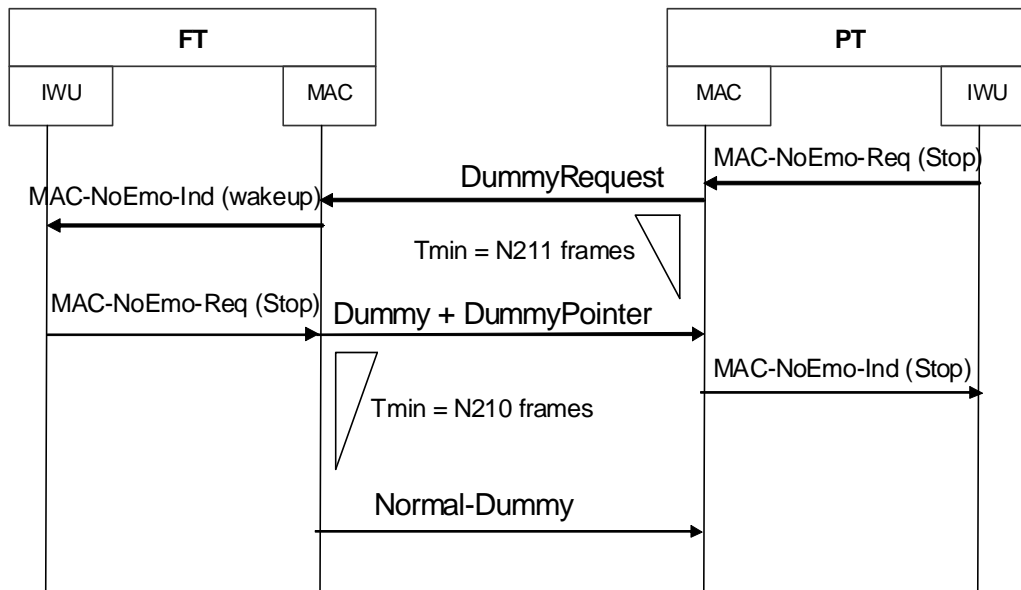 FT
PT
IWU
MAC
MAC
IWU
MAC-NoEmo-Req (Stop)
DummyRequest
MAC-NoEmo-Ind (wakeup)
Tmin = N211 frames
MAC-NoEmo-Req (Stop)
Dummy + DummyPointer
MAC-NoEmo-Ind (Stop)
Tmin = N210 frames
Normal-Dummy